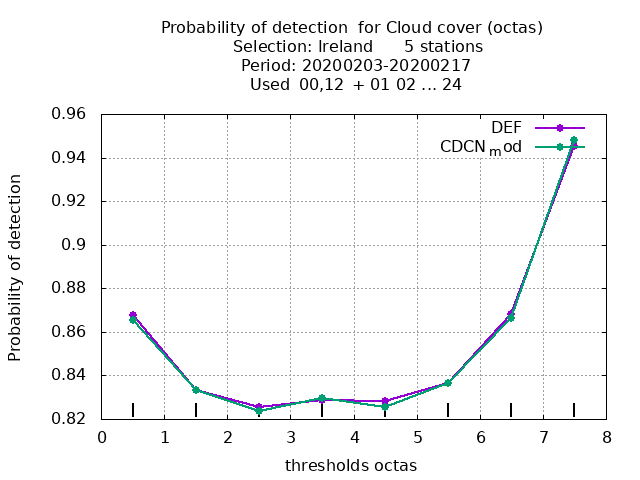 Probability of detection  for Cloud cover (octas)
Selection: Ireland      5 stations
Period: 20200203-20200217
Used  00,12  + 01 02 ... 24
DEF
CDCN_mod
0.96
0.94
0.92
0.9
0.88
0.86
0.84
0.82
Probability of detection
0 1 2 3 4 5 6 7 8
thresholds octas